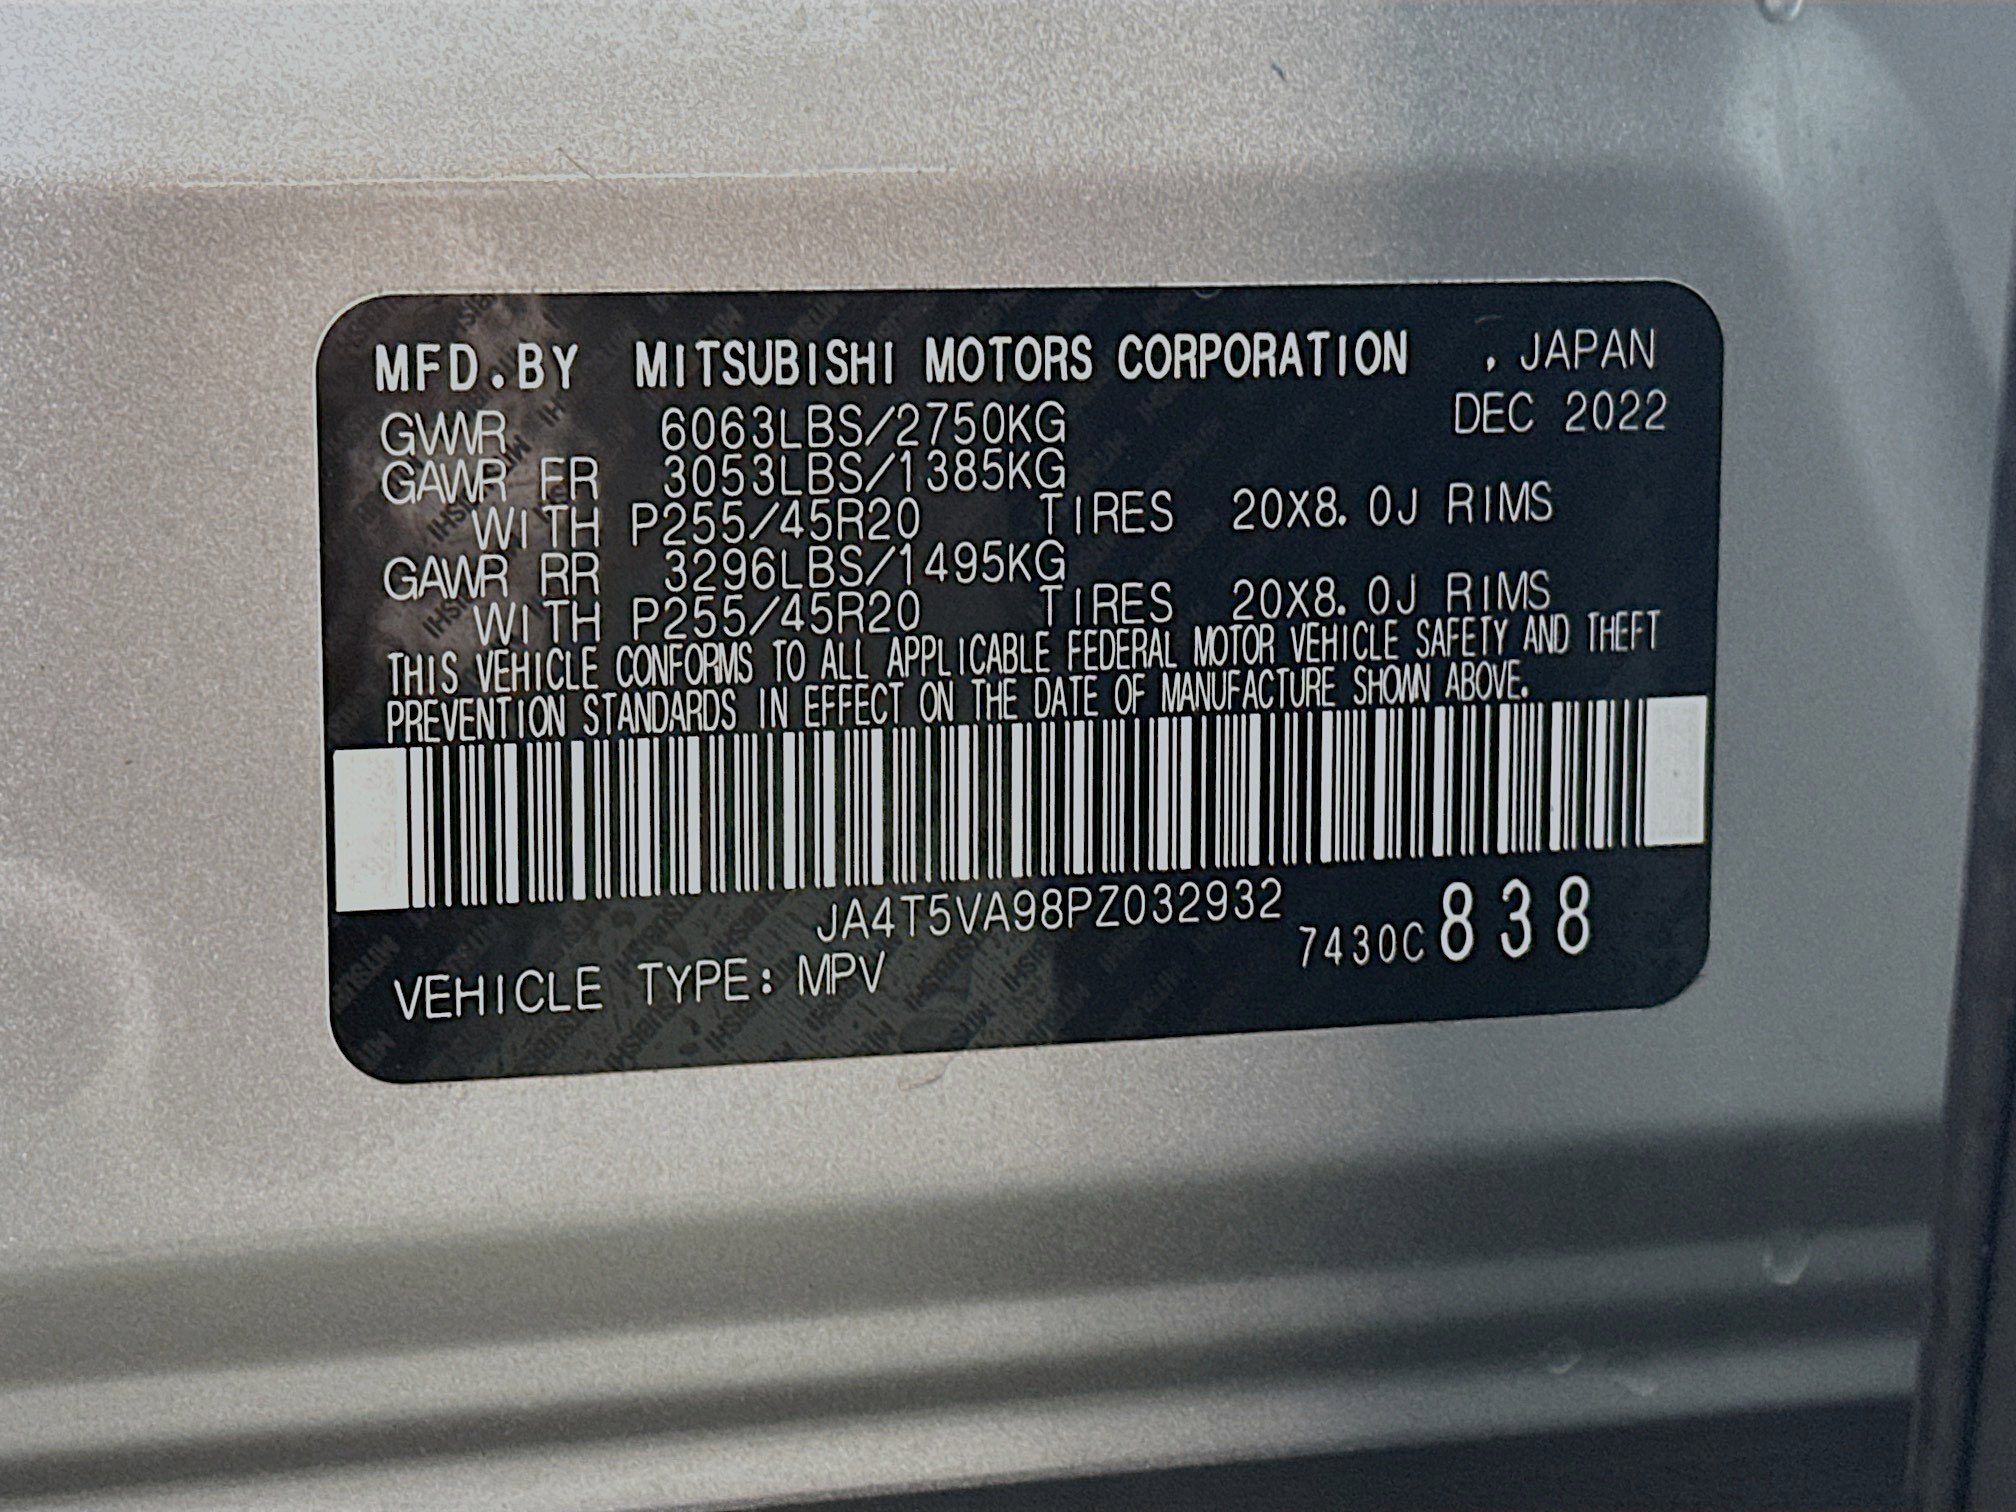 MFD.BY MITSUBISHI MOTORS CORPORATION , JAPAN
GVWR 6063LBS/2750KG DEC 2022
GAWR FR 3053LBS/1385KG
WITH P255/45R20 TIRES 20X8.0J RIMS
GAWR RR 3296LBS/1495KG
WITH P255/45R20 TIRES 20X8.0J RIMS
THIS VEHICLE CONFORMS TO ALL APPLICABLE FEDERAL MOTOR VEHICLE SAFETY AND THEFT
PREVENTION STANDARDS IN EFFECT ON THE DATE OF MANUFACTURE SHOWN ABOVE.
JA4T5VA98PZ032932
7430C 838
VEHICLE TYPE: MPV